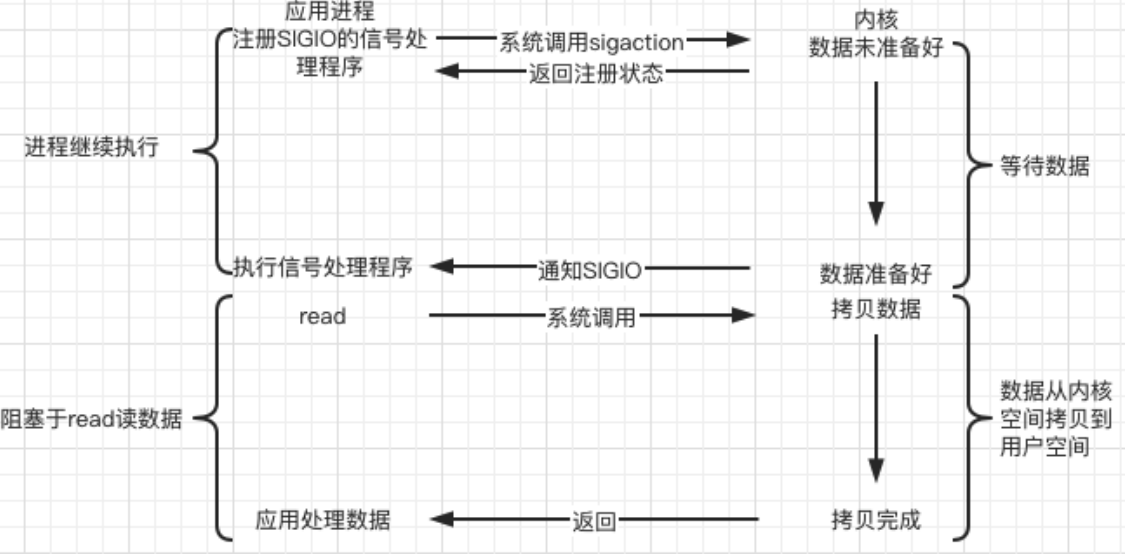 应用进程
内核
注册SIGIO的信号处
理程序
系统调用sigaction
数据未准备好
返回注册状态
进程继续执行
等待数据
执行信号处理程序
通知SIGIO
数据准备好
read
系统调用
拷贝数据
阻塞于read读数据
数据从内核
空间拷贝到
用户空间
应用处理数据
返回
拷贝完成